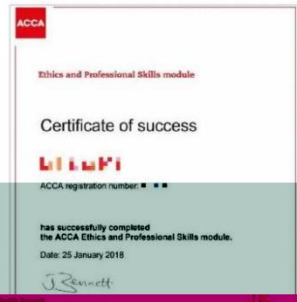 ACCA
Ethics and Professional Skills module
Certificate of success
ACCA registration number:
has successfully completed
the ACCA Ethics and Professional Skills module.
Date: 25 January 2018
J Bennett